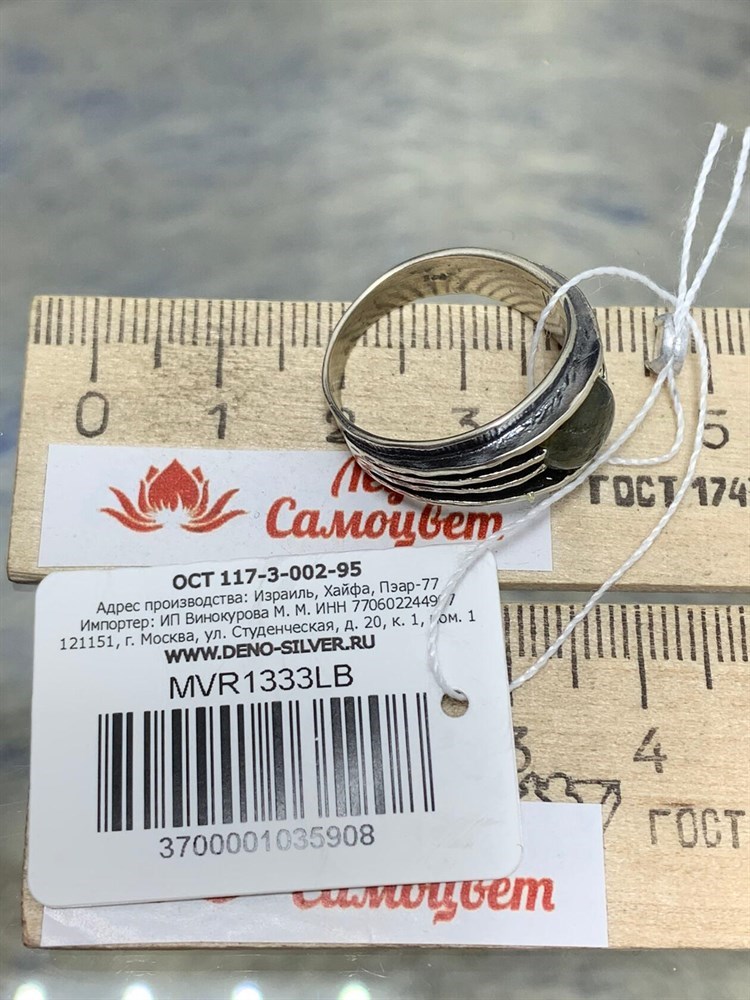 0 1 2 3 5
ГОСТ 174
Самоцвет
ОСТ 117-3-002-95
Адрес производства: Израиль, Хайфа, Пэар-77
Импортер: ИП Винокурова М. М. ИНН
121151, г. Москва, ул. Студенческая, д. 20, к. 1, пом. 1
WWW.DENO-SILVER.RU
MVR1333LB
3700001035908
3 4
ГОСТ
Самоцвет